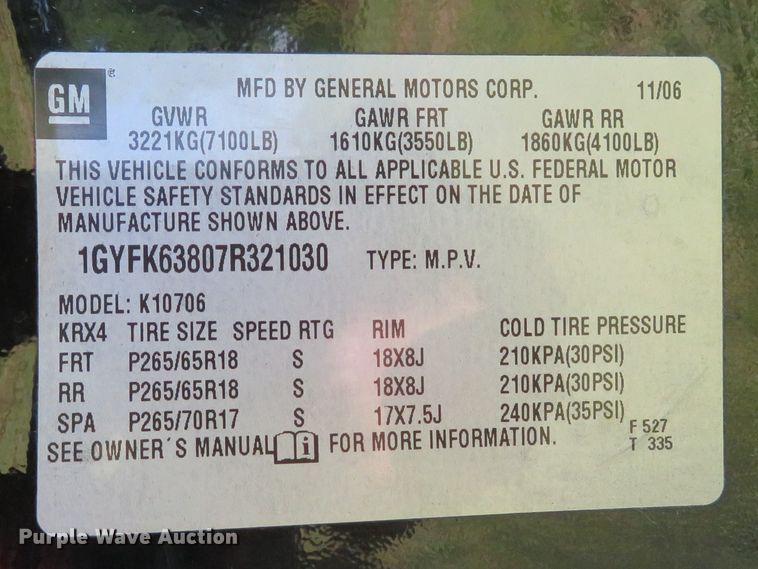 GM ® MFD BY GENERAL MOTORS CORP. 11/06
GVWR GAWR FRT GAWR RR
3221KG(7100LB) 1610KG(3550LB) 1860KG(4100LB)
THIS VEHICLE CONFORMS TO ALL APPLICABLE U.S. FEDERAL MOTOR
VEHICLE SAFETY STANDARDS IN EFFECT ON THE DATE OF
MANUFACTURE SHOWN ABOVE.
1GYFK63807R321030 TYPE: M.P.V.
MODEL: K10706
KRX4 TIRE SIZE SPEED RTG RIM COLD TIRE PRESSURE
FRT P265/65R18 S 18X8J 210KPA(30PSI)
RR P265/65R18 S 18X8J 210KPA(30PSI)
SPA P265/70R17 S 17X7.5J 240KPA(35PSI)
SEE OWNER´S MANUAL i FOR MORE INFORMATION. F 527
T 335
Purple Wave Auction